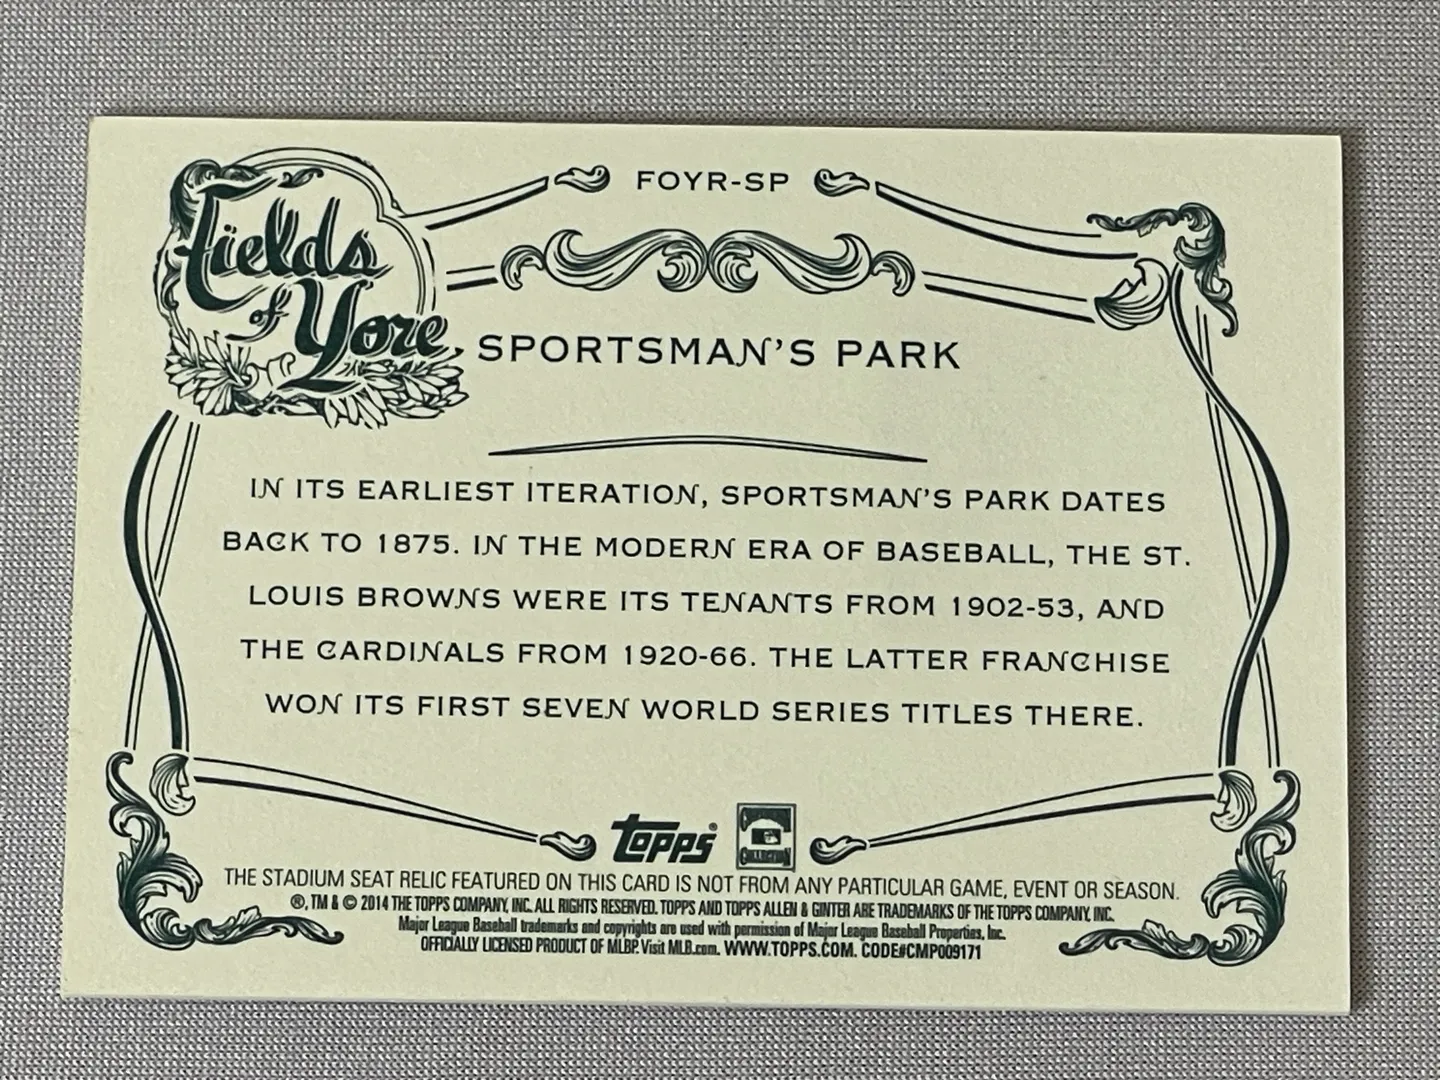 FOYR-SP
Fields
of Yore
SPORTSMAN'S PARK
IN ITS EARLIEST ITERATION, SPORTSMAN'S PARK DATES
BACK TO 1875. IN THE MODERN ERA OF BASEBALL, THE ST.
LOUIS BROWNS WERE ITS TENANTS FROM 1902-53, AND
THE CARDINALS FROM 1920-66. THE LATTER FRANCHISE
WON ITS FIRST SEVEN WORLD SERIES TITLES THERE.
TOPPS®
COOPERSTOWN
COLLECTION
THE STADIUM SEAT RELIC FEATURED ON THIS CARD IS NOT FROM ANY PARTICULAR GAME, EVENT OR SEASON.
®, TM & © 2014 THE TOPPS COMPANY, INC. ALL RIGHTS RESERVED. TOPPS AND TOPPS ALLEN & GINTER ARE TRADEMARKS OF THE TOPPS COMPANY, INC.
Major League Baseball trademarks and copyrights are used with permission of Major League Baseball Properties, Inc.
OFFICIALLY LICENSED PRODUCT OF MLBP. Visit MLB.com. WWW.TOPPS.COM. CODE#CMP009171